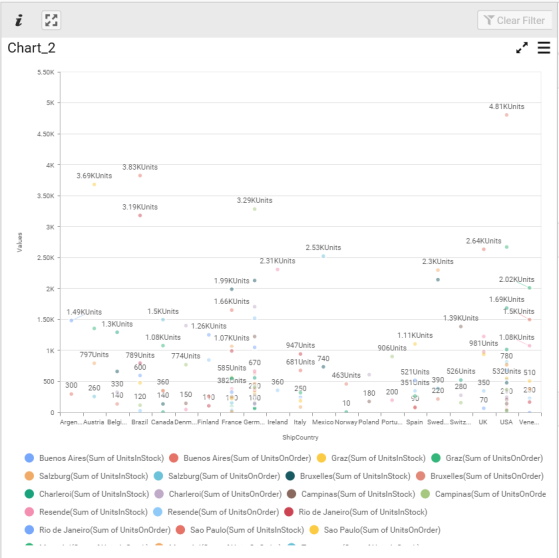 i
Clear Filter
Chart_2
5.50K
5K
4.81KUnits
4.50K
4K
3.83KUnits
3.69KUnits
3.50K
3.29KUnits
3.19KUnits
3K
Values
2.64KUnits
2.53KUnits
2.50K
2.31KUnits
2.3KUnits
2K
1.99KUnits
2.02KUnits
1.66KUnits
1.69KUnits
1.50K
1.49KUnits
1.5KUnits
1.5KUnits
1.3KUnits
1.26KUnits
1.39KUnits
1.08KUnits
1.07KUnits
1.11KUnits
1.08KUnits
1K
947Units
906Units
981Units
797Units
789Units
774Units
740
780
681Units
670
600
585Units
521Units
526Units
532Units
510
500
463Units
382Units
390
300
330
360
360
350
260
250
351Units
280
290
220
200
180
140
120
140
150
140
90
70
10
0
Argen... Austria Belgi... Brazil Canada Denm... Finland France Germ... Ireland Italy Mexico Norway Poland Portu... Spain Swed... Switz... UK USA Vene...
ShipCountry
Buenos Aires(Sum of UnitsInStock) Buenos Aires(Sum of UnitsOnOrder) Graz(Sum of UnitsInStock) Graz(Sum of UnitsOnOrder)
Salzburg(Sum of UnitsInStock) Salzburg(Sum of UnitsOnOrder) Bruxelles(Sum of UnitsInStock) Bruxelles(Sum of UnitsOnOrder)
Charleroi(Sum of UnitsInStock) Charleroi(Sum of UnitsOnOrder) Campinas(Sum of UnitsInStock) Campinas(Sum of UnitsOnOrde
Resende(Sum of UnitsInStock) Resende(Sum of UnitsOnOrder) Rio de Janeiro(Sum of UnitsInStock)
Rio de Janeiro(Sum of UnitsOnOrder) Sao Paulo(Sum of UnitsInStock) Sao Paulo(Sum of UnitsOnOrder)